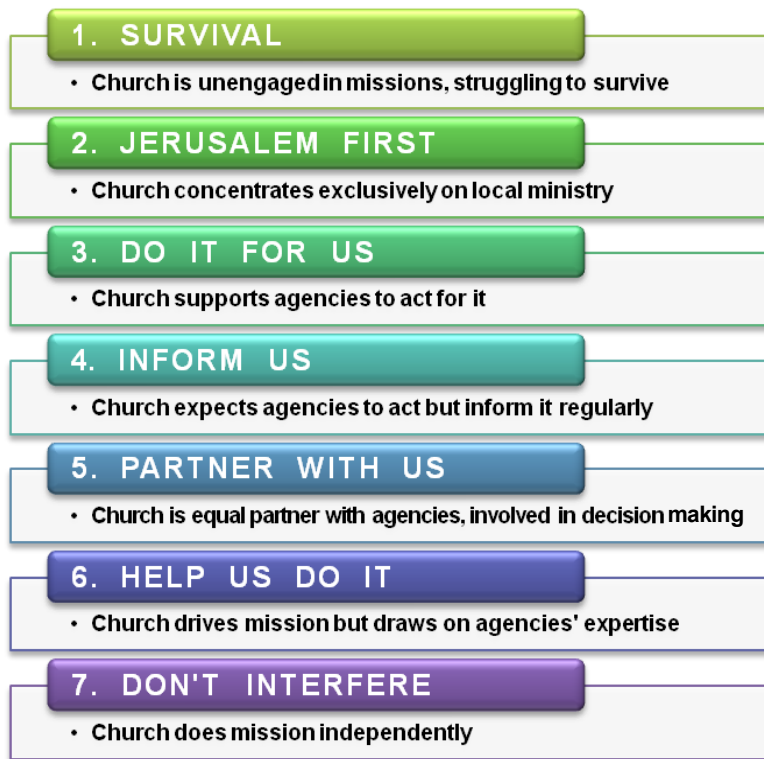 1. SURVIVAL
• Church is unengaged in missions, struggling to survive
2. JERUSALEM FIRST
• Church concentrates exclusively on local ministry
3. DO IT FOR US
• Church supports agencies to act for it
4. INFORM US
• Church expects agencies to act but inform it regularly
5. PARTNER WITH US
• Church is equal partner with agencies, involved in decision making
6. HELP US DO IT
• Church drives mission but draws on agencies' expertise
7. DON'T INTERFERE
• Church does mission independently